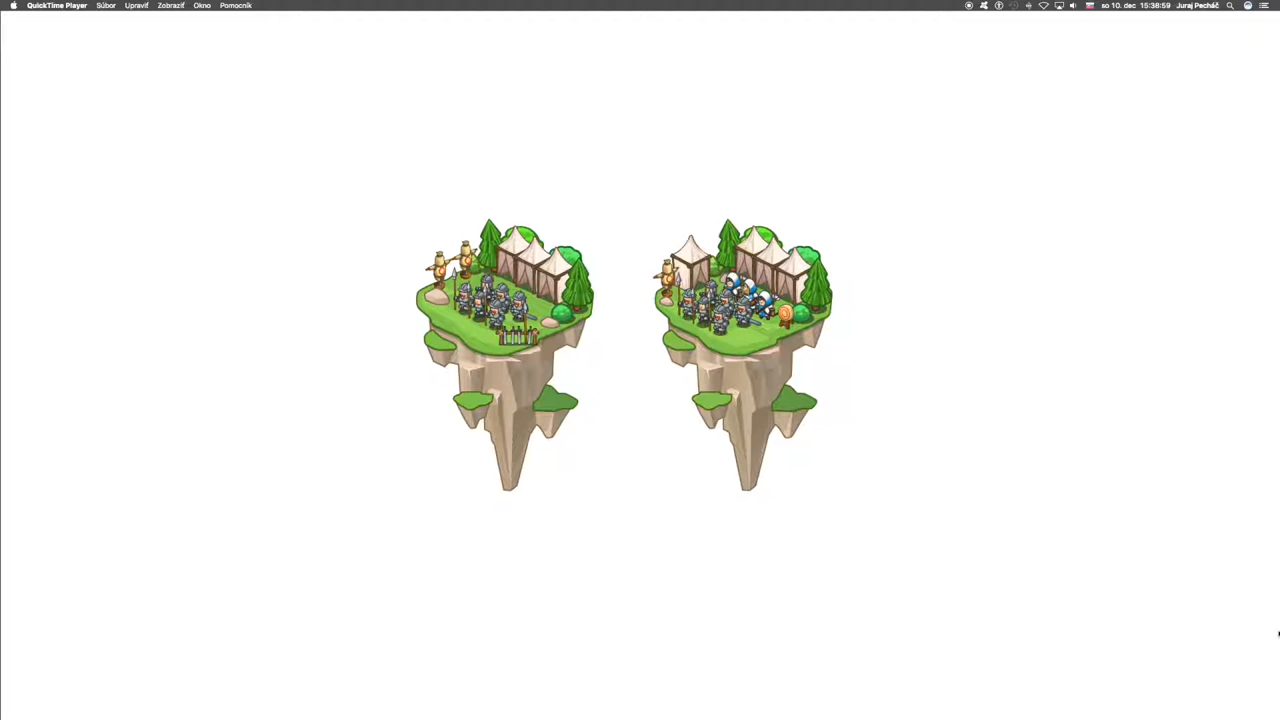 QuickTime Player Súbor Upraviť Zobraziť Okno Pomocník so 10. dec 15:38:59 Juraj Pecháč